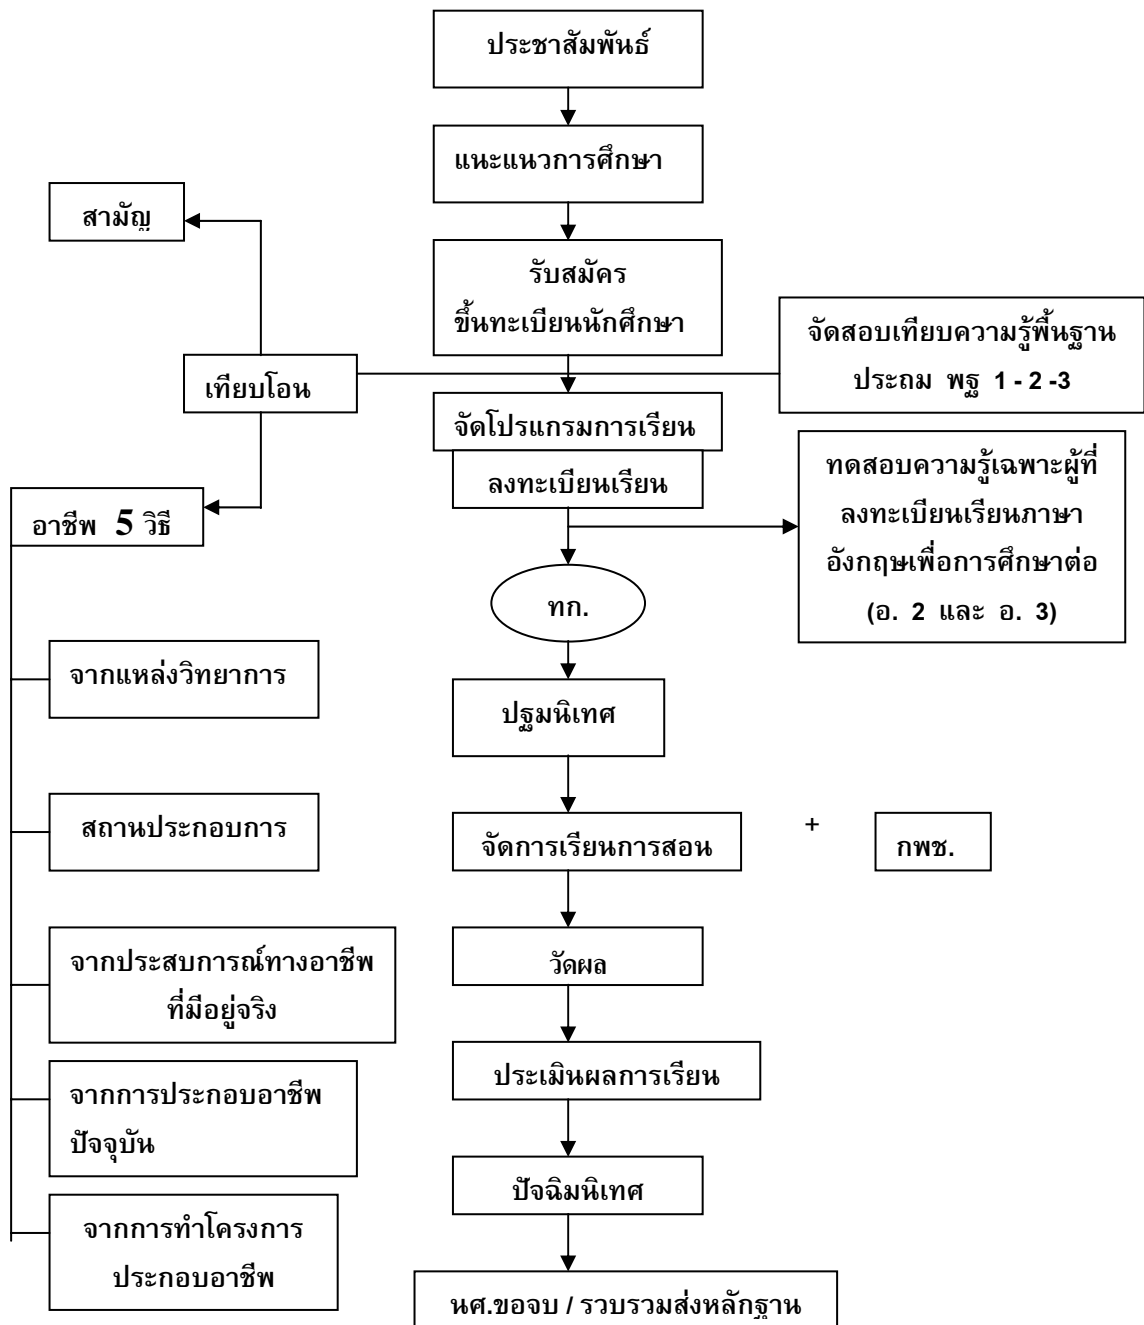 ประชาสัมพันธ์
แนะแนวการศึกษา
สามัญ
รับสมัคร
ขึ้นทะเบียนนักศึกษา
จัดสอบเทียบความรู้พื้นฐาน
ประถม พฐ 1 - 2 -3
เทียบโอน
จัดโปรแกรมการเรียน
ลงทะเบียนเรียน
ทดสอบความรู้เฉพาะผู้ที่
ลงทะเบียนเรียนภาษา
อังกฤษเพื่อการศึกษาต่อ
(อ. 2 และ อ. 3)
อาชีพ 5 วิธี
ทก.
จากแหล่งวิทยาการ
ปฐมนิเทศ
สถานประกอบการ
จัดการเรียนการสอน
+
กพช.
จากประสบการณ์ทางอาชีพ
ที่มีอยู่จริง
วัดผล
ประเมินผลการเรียน
จากการประกอบอาชีพ
ปัจจุบัน
ปัจฉิมนิเทศ
จากการทำโครงการ
ประกอบอาชีพ
นศ.ขอจบ / รวบรวมส่งหลักฐาน